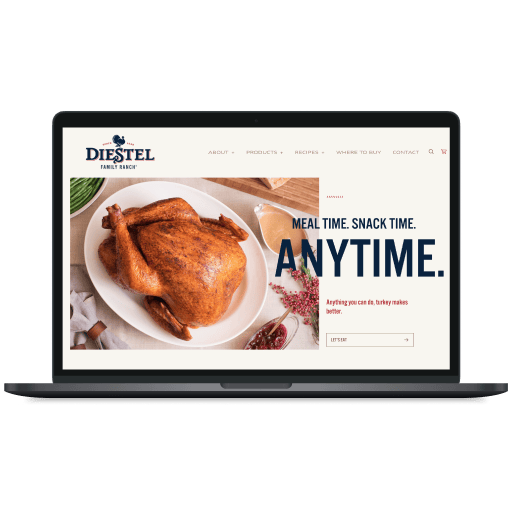 DIESTEL
FAMILY RANCH®
ABOUT
PRODUCTS
RECIPES
WHERE TO BUY
CONTACT
MEAL TIME. SNACK TIME.
ANYTIME.
Anything you can do, turkey makes
better.
LET'S EAT